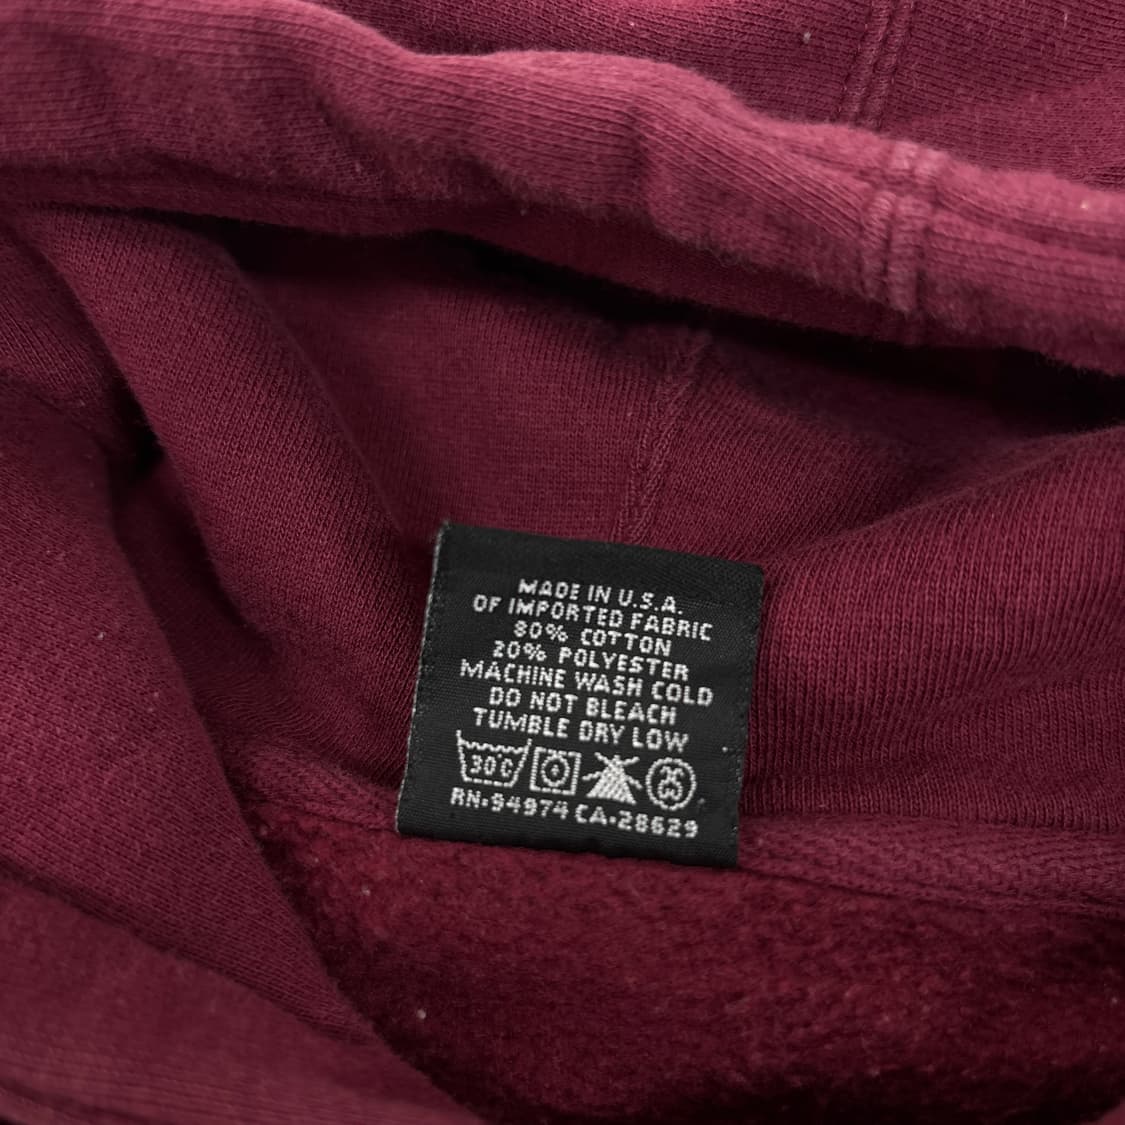 MADE IN U.S.A.
OF IMPORTED FABRIC
80% COTTON
20% POLYESTER
MACHINE WASH COLD
DO NOT BLEACH
TUMBLE DRY LOW
30°C
RN·94974 CA·28629